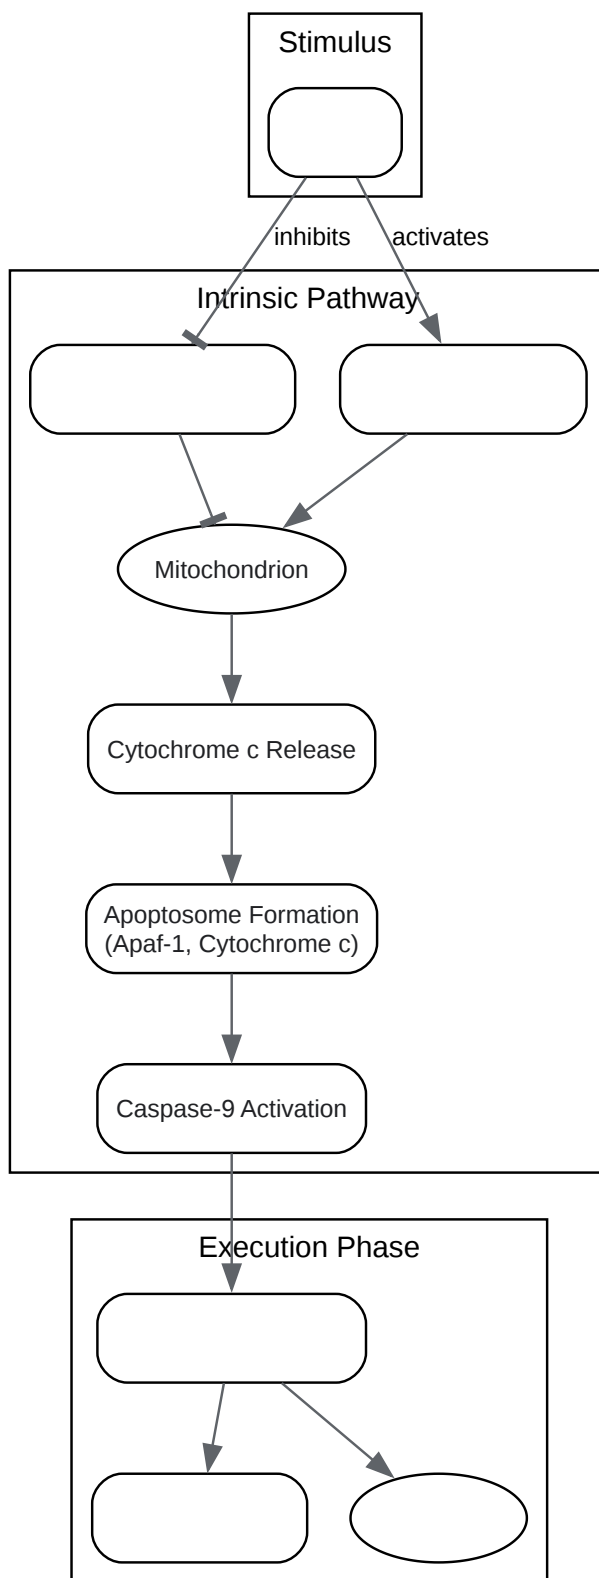 Stimulus
inhibits
activates
Intrinsic Pathway
Mitochondrion
Cytochrome c Release
Apoptosome Formation
(Apaf-1, Cytochrome c)
Caspase-9 Activation
Execution Phase